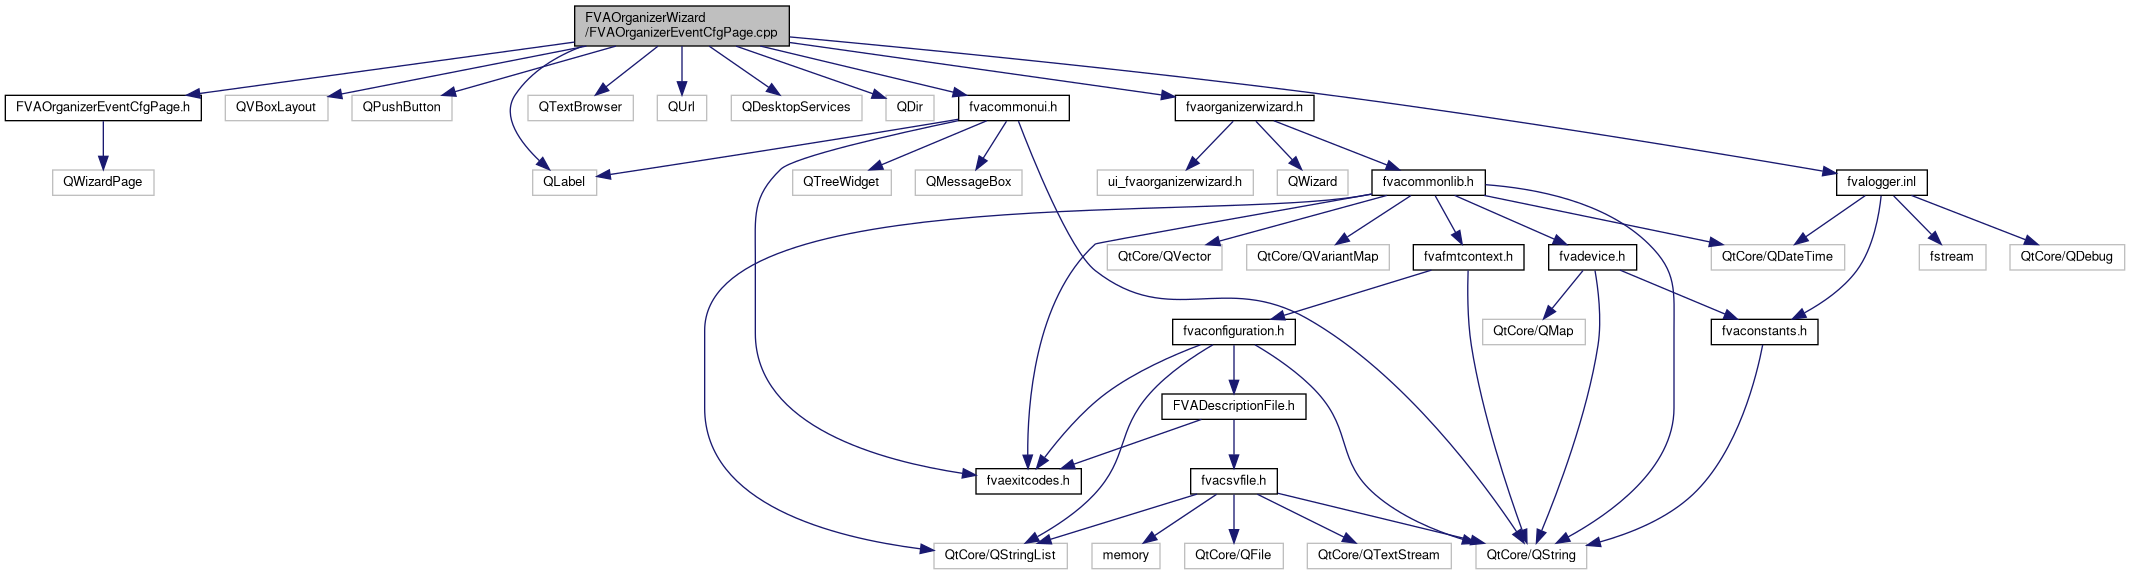 FVAOrganizerWizard
/FVAOrganizerEventCfgPage.cpp
FVAOrganizerEventCfgPage.h
QVBoxLayout
QPushButton
QTextBrowser
QUrl
QDesktopServices
QDir
fvacommonui.h
fvaorganizerwizard.h
QWizardPage
QLabel
QTreeWidget
QMessageBox
ui_fvaorganizerwizard.h
QWizard
fvacommonlib.h
fvalogger.inl
QtCore/QVector
QtCore/QVariantMap
fvafmtcontext.h
fvadevice.h
QtCore/QDateTime
fstream
QtCore/QDebug
fvaconfiguration.h
QtCore/QMap
fvaconstants.h
FVADescriptionFile.h
fvaexitcodes.h
fvacsvfile.h
QtCore/QStringList
memory
QtCore/QFile
QtCore/QTextStream
QtCore/QString